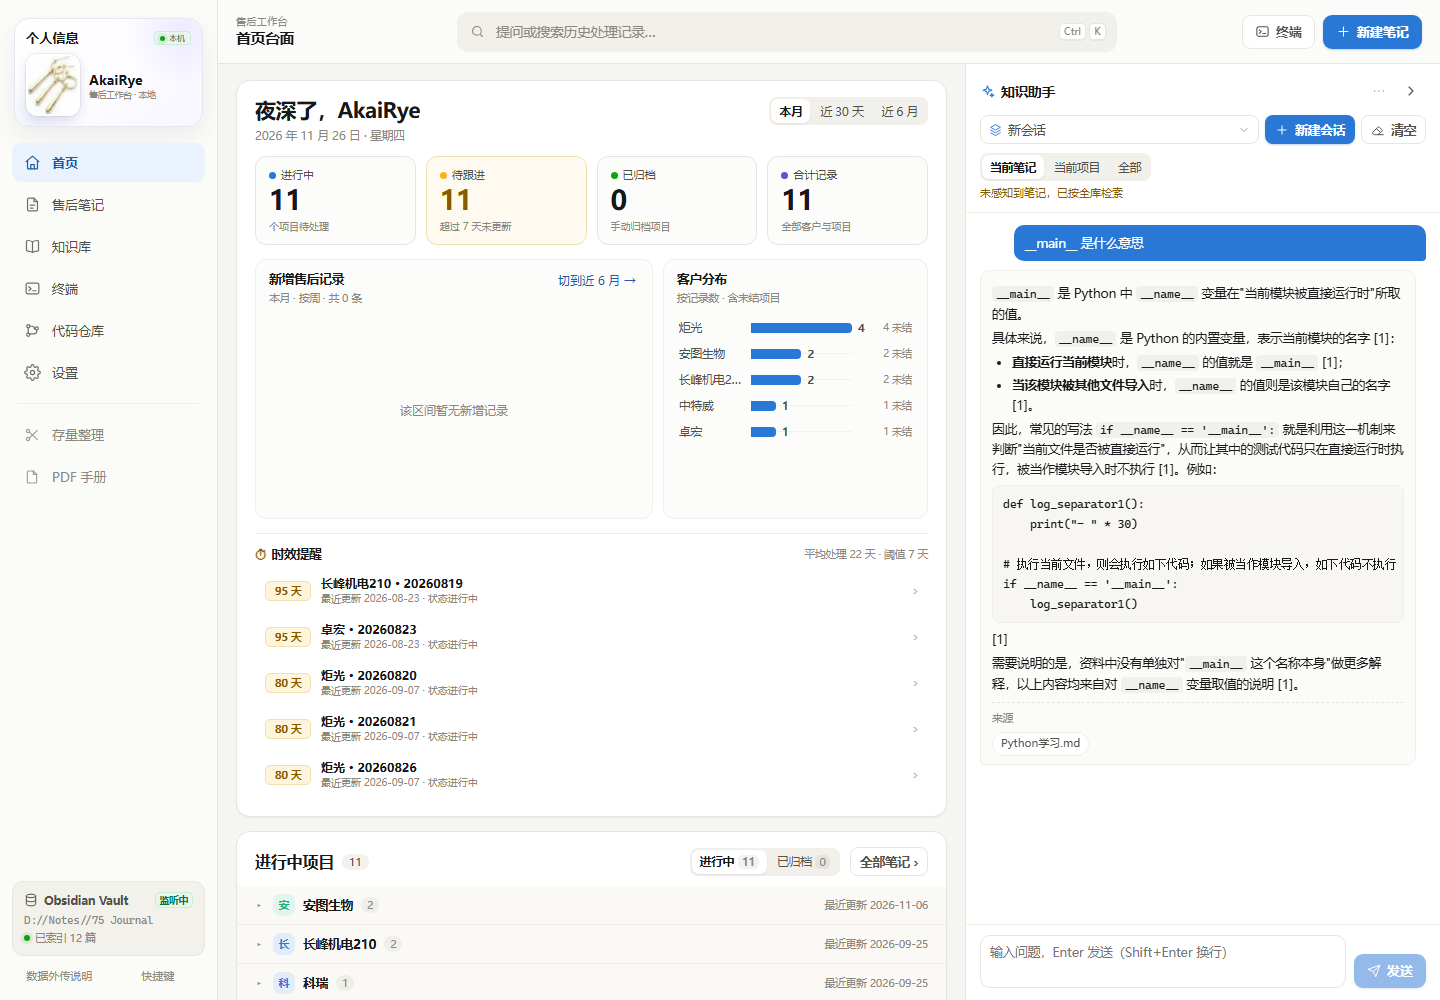 个人信息
本机
AkaiRye
售后工作台 · 本地
首页
售后笔记
知识库
终端
代码仓库
设置
存量整理
PDF 手册
Obsidian Vault
监听中
D://Notes//75 Journal
已索引 12 篇
数据外传说明
快捷键
售后工作台
首页台面
提问或搜索历史处理记录...
Ctrl
K
终端
新建笔记
夜深了，AkaiRye
2026 年 11 月 26 日 · 星期四
本月
近 30 天
近 6 月
进行中
11
个项目待处理
待跟进
11
超过 7 天未更新
已归档
0
手动归档项目
合计记录
11
全部客户与项目
新增售后记录
本月 · 按周 · 共 0 条
切到近 6 月 →
该区间暂无新增记录
客户分布
按记录数 · 含未结项目
炬光 4 4 未结
安图生物 2 2 未结
长峰机电2... 2 2 未结
中特威 1 1 未结
卓宏 1 1 未结
时效提醒
平均处理 22 天 · 阈值 7 天
95 天
长峰机电210 • 20260819
最近更新 2026-08-23 · 状态进行中
95 天
卓宏 • 20260823
最近更新 2026-08-23 · 状态进行中
80 天
炬光 • 20260820
最近更新 2026-09-07 · 状态进行中
80 天
炬光 • 20260821
最近更新 2026-09-07 · 状态进行中
80 天
炬光 • 20260826
最近更新 2026-09-07 · 状态进行中
进行中项目 11
进行中 11
已归档 0
全部笔记 ›
安 安图生物 2 最近更新 2026-11-06
长 长峰机电210 2 最近更新 2026-09-25
科 科瑞 1 最近更新 2026-09-25
知识助手
新会话
新建会话
清空
当前笔记
当前项目
全部
未感知到笔记，已按全库检索
__main__ 是什么意思
__main__ 是 Python 中 __name__ 变量在"当前模块被直接运行时"所取
的值。
具体来说， __name__ 是 Python 的内置变量，表示当前模块的名字 [1]：
• 直接运行当前模块时， __name__ 的值就是 __main__ [1]；
• 当该模块被其他文件导入时， __name__ 的值则是该模块自己的名字
[1]。
因此，常见的写法 if __name__ == '__main__': 就是利用这一机制来
判断"当前文件是否被直接运行"，从而让其中的测试代码只在直接运行时执
行，被当作模块导入时不执行 [1]。例如：
def log_separator1():
    print("- " * 30)
# 执行当前文件，则会执行如下代码；如果被当作模块导入，如下代码不执行
if __name__ == '__main__':
    log_separator1()
[1]
需要说明的是，资料中没有单独对" __main__ 这个名称本身"做更多解
释，以上内容均来自对 __name__ 变量取值的说明 [1]。
来源
Python学习.md
输入问题，Enter 发送（Shift+Enter 换行）
发送